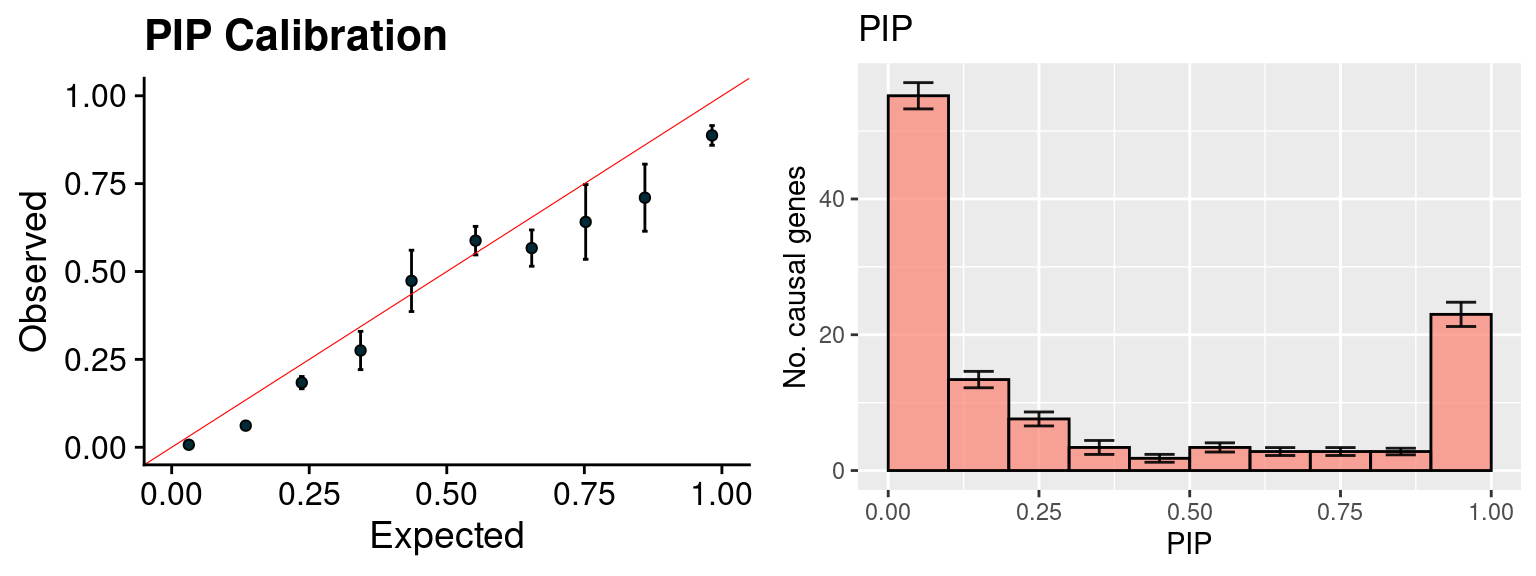 PIP Calibration
1.00
0.75
0.50
0.25
0.00
Observed
0.00 0.25 0.50 0.75 1.00
Expected
PIP
40
20
0
No. causal genes
0.00 0.25 0.50 0.75 1.00
PIP